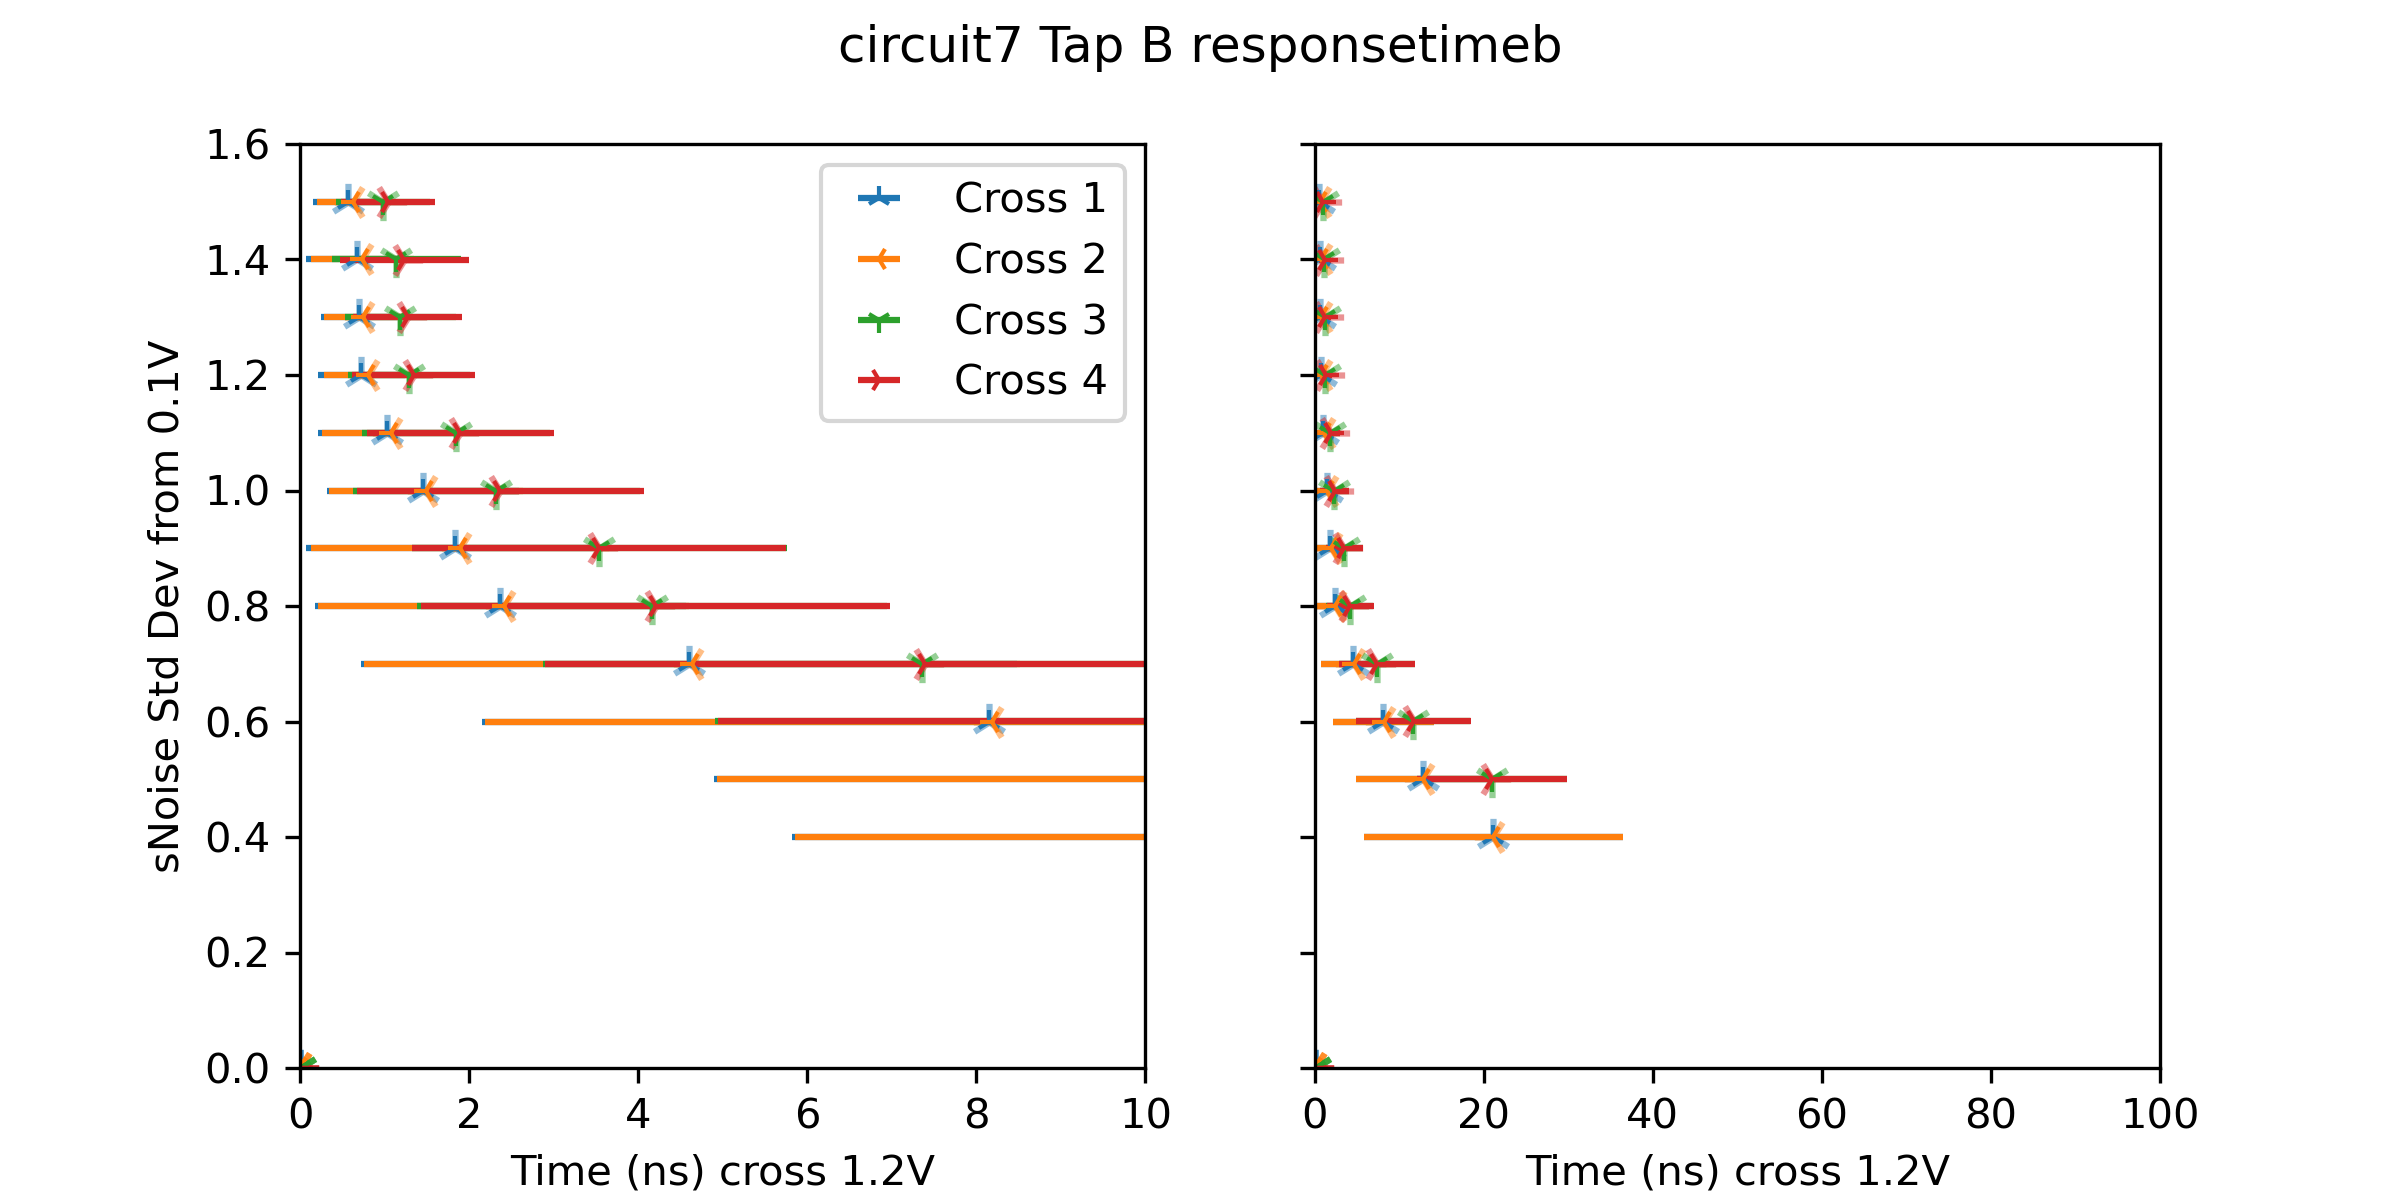 circuit7 Tap B responsetimeb
sNoise Std Dev from 0.1V
1.6
1.4
1.2
1.0
0.8
0.6
0.4
0.2
0.0
Cross 1
Cross 2
Cross 3
Cross 4
0 2 4 6 8 10
Time (ns) cross 1.2V
0 20 40 60 80 100
Time (ns) cross 1.2V